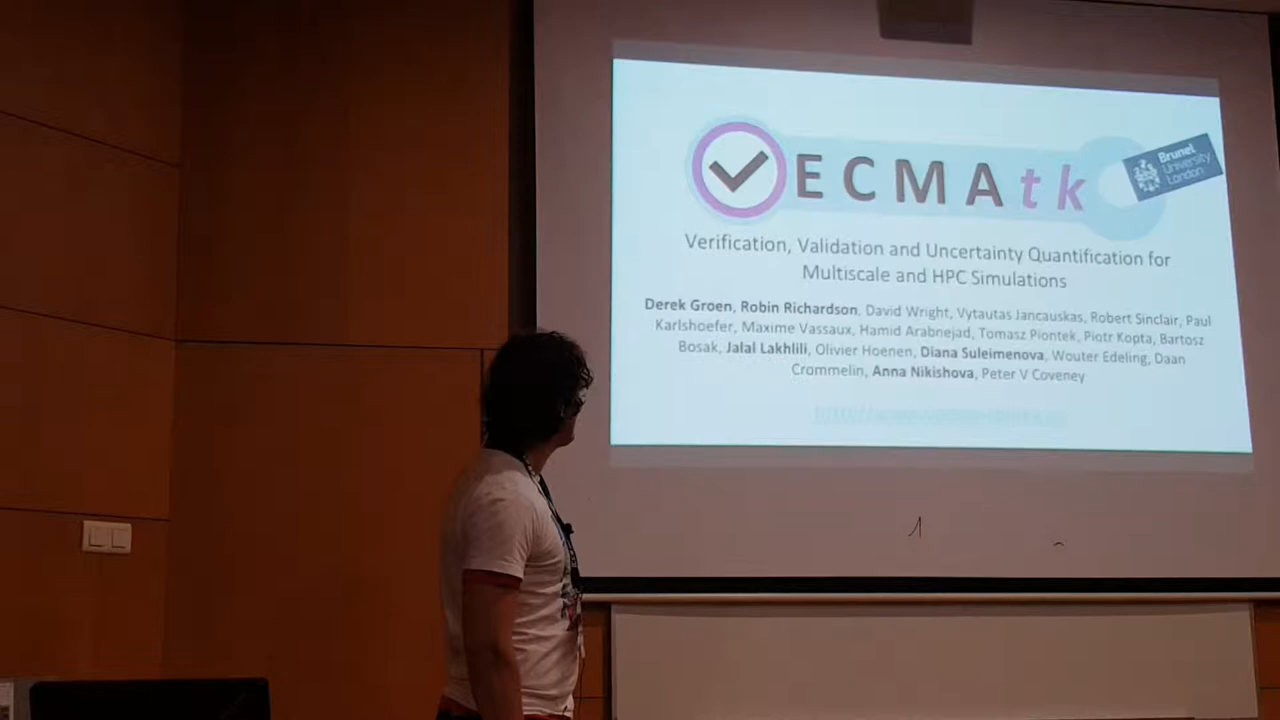 ECMAtk
Brunel
University
London
Verification, Validation and Uncertainty Quantification for
Multiscale and HPC Simulations
Derek Groen, Robin Richardson, David Wright, Vytautas Jancauskas, Robert Sinclair, Paul
Karlshoefer, Maxime Vassaux, Hamid Arabnejad, Tomasz Piontek, Piotr Kopta, Bartosz
Bosak, Jalal Lakhlili, Olivier Hoenen, Diana Suleimenova, Wouter Edeling, Daan
Crommelin, Anna Nikishova, Peter V Coveney